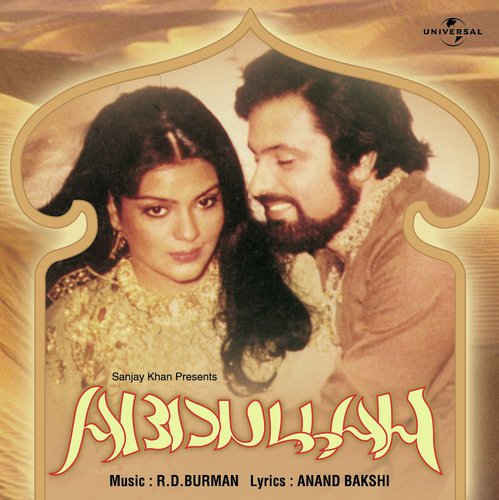 UNIVERSAL
Sanjay Khan Presents
ABDULLAH
Music : R.D.BURMAN Lyrics : ANAND BAKSHI